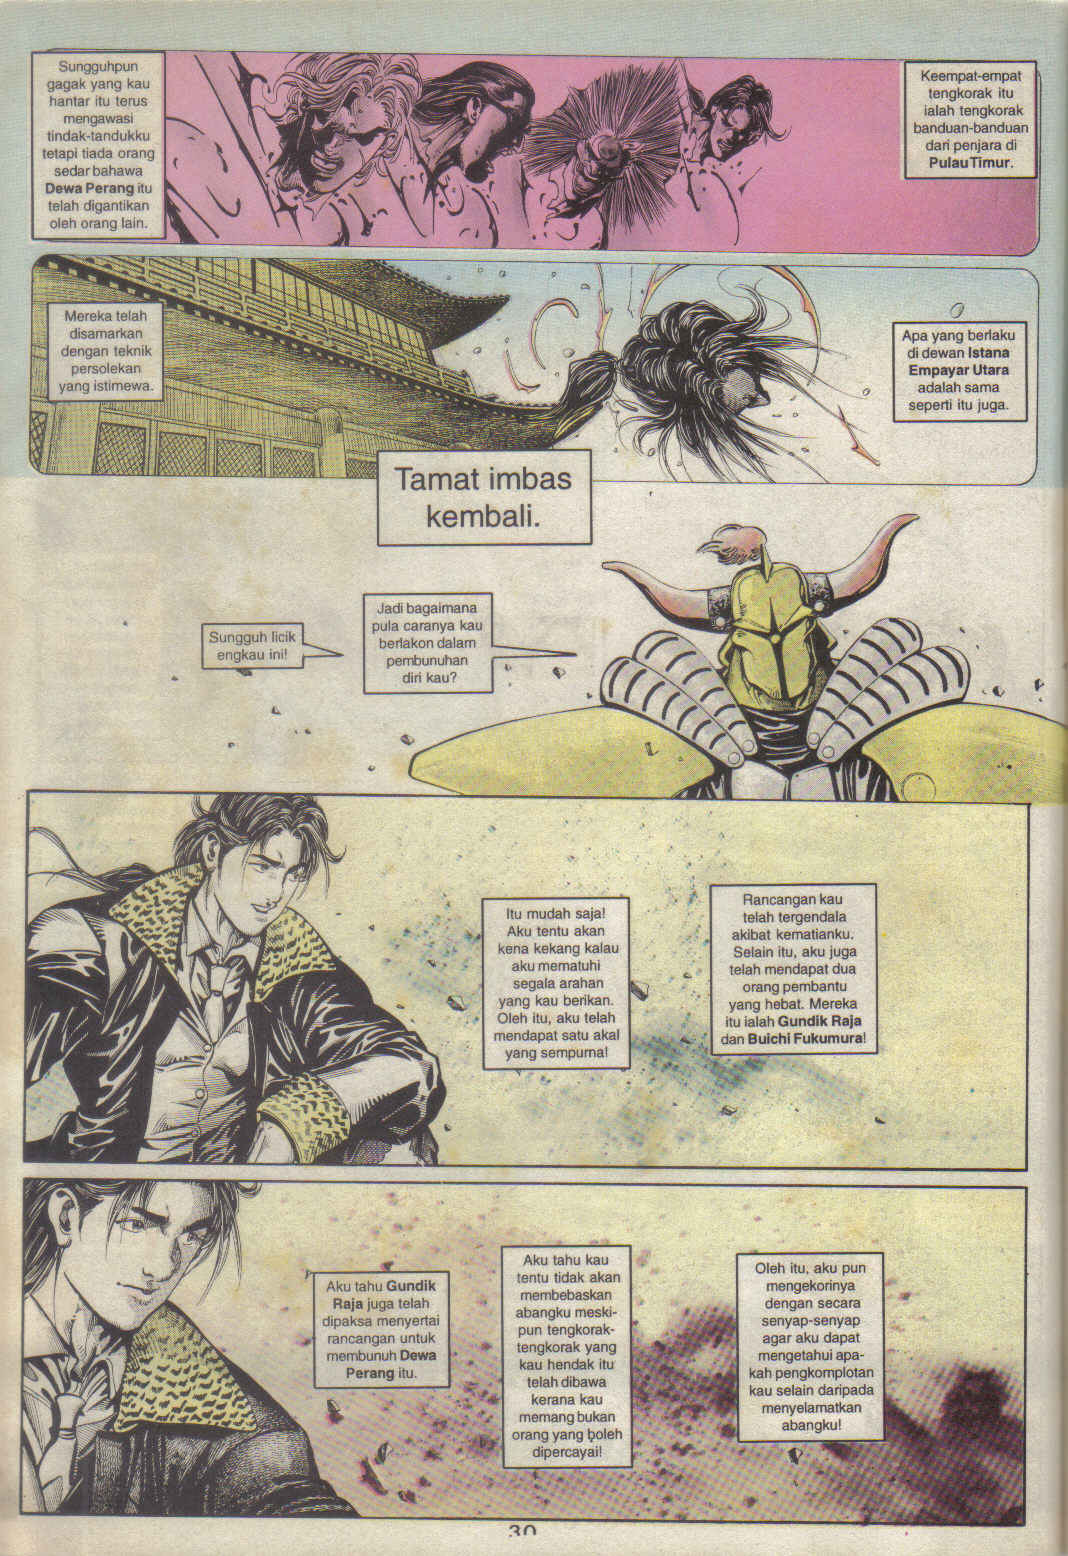 Sungguhpun
gagak yang kau
hantar itu terus
mengawasi
tindak-tandukku
tetapi tiada orang
sedar bahawa
Dewa Perang itu
telah digantikan
oleh orang lain.
Keempat-empat
tengkorak itu
ialah tengkorak
banduan-banduan
dari penjara di
Pulau Timur.
Mereka telah
disamarkan
dengan teknik
persolekan
yang istimewa.
Apa yang berlaku
di dewan Istana
Empayar Utara
adalah sama
seperti itu juga.
Tamat imbas
kembali.
Sungguh licik
engkau ini!
Jadi bagaimana
pula caranya kau
berlakon dalam
pembunuhan
diri kau?
Itu mudah saja!
Aku tentu akan
kena kekang kalau
aku mematuhi
segala arahan
yang kau berikan.
Oleh itu, aku telah
mendapat satu akal
yang sempurna!
Rancangan kau
telah tergendala
akibat kematianku.
Selain itu, aku juga
telah mendapat dua
orang pembantu
yang hebat. Mereka
itu ialah Gundik Raja
dan Buichi Fukumura!
Aku tahu Gundik
Raja juga telah
dipaksa menyertai
rancangan untuk
membunuh Dewa
Perang itu.
Aku tahu kau
tentu tidak akan
membebaskan
abangku meski-
pun tengkorak-
tengkorak yang
kau hendak itu
telah dibawa
kerana kau
memang bukan
orang yang boleh
dipercayai!
Oleh itu, aku pun
mengekorinya
dengan secara
senyap-senyap
agar aku dapat
mengetahui apa-
kah pengkomplotan
kau selain daripada
menyelamatkan
abangku!
30